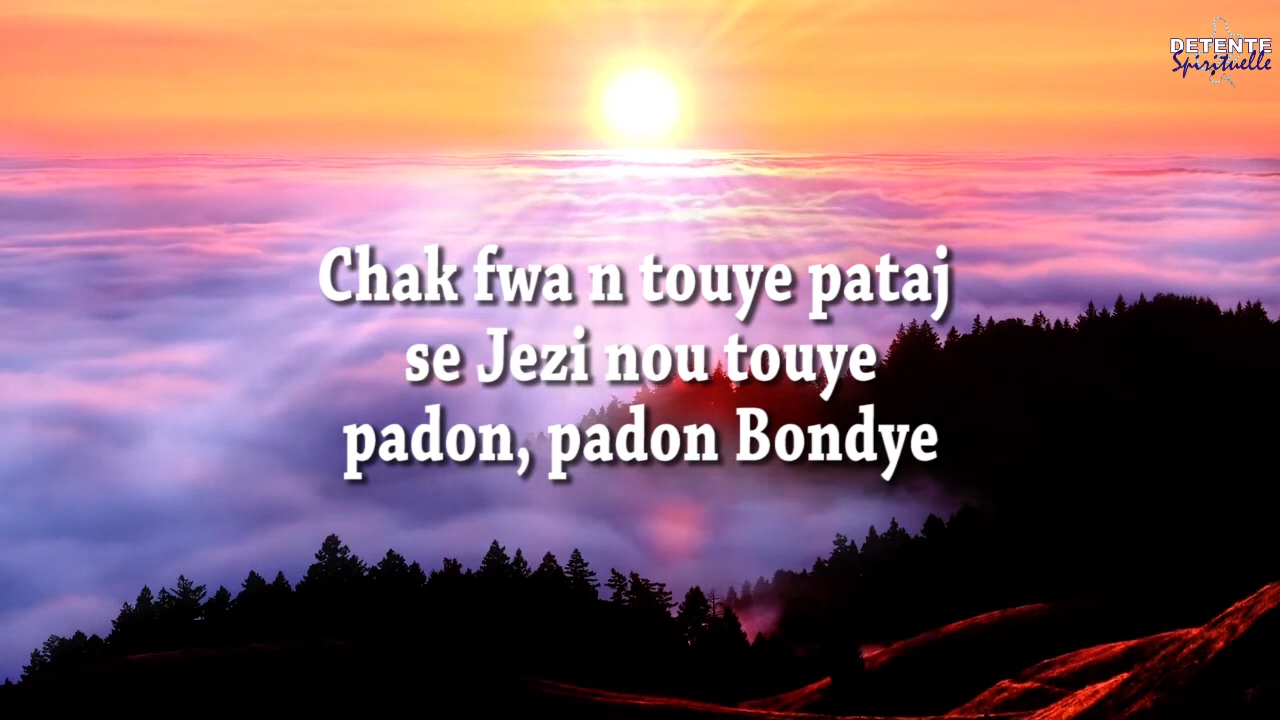 DETENTE
Spirituelle
Chak fwa n touye pataj
se Jezi nou touye
padon, padon Bondye